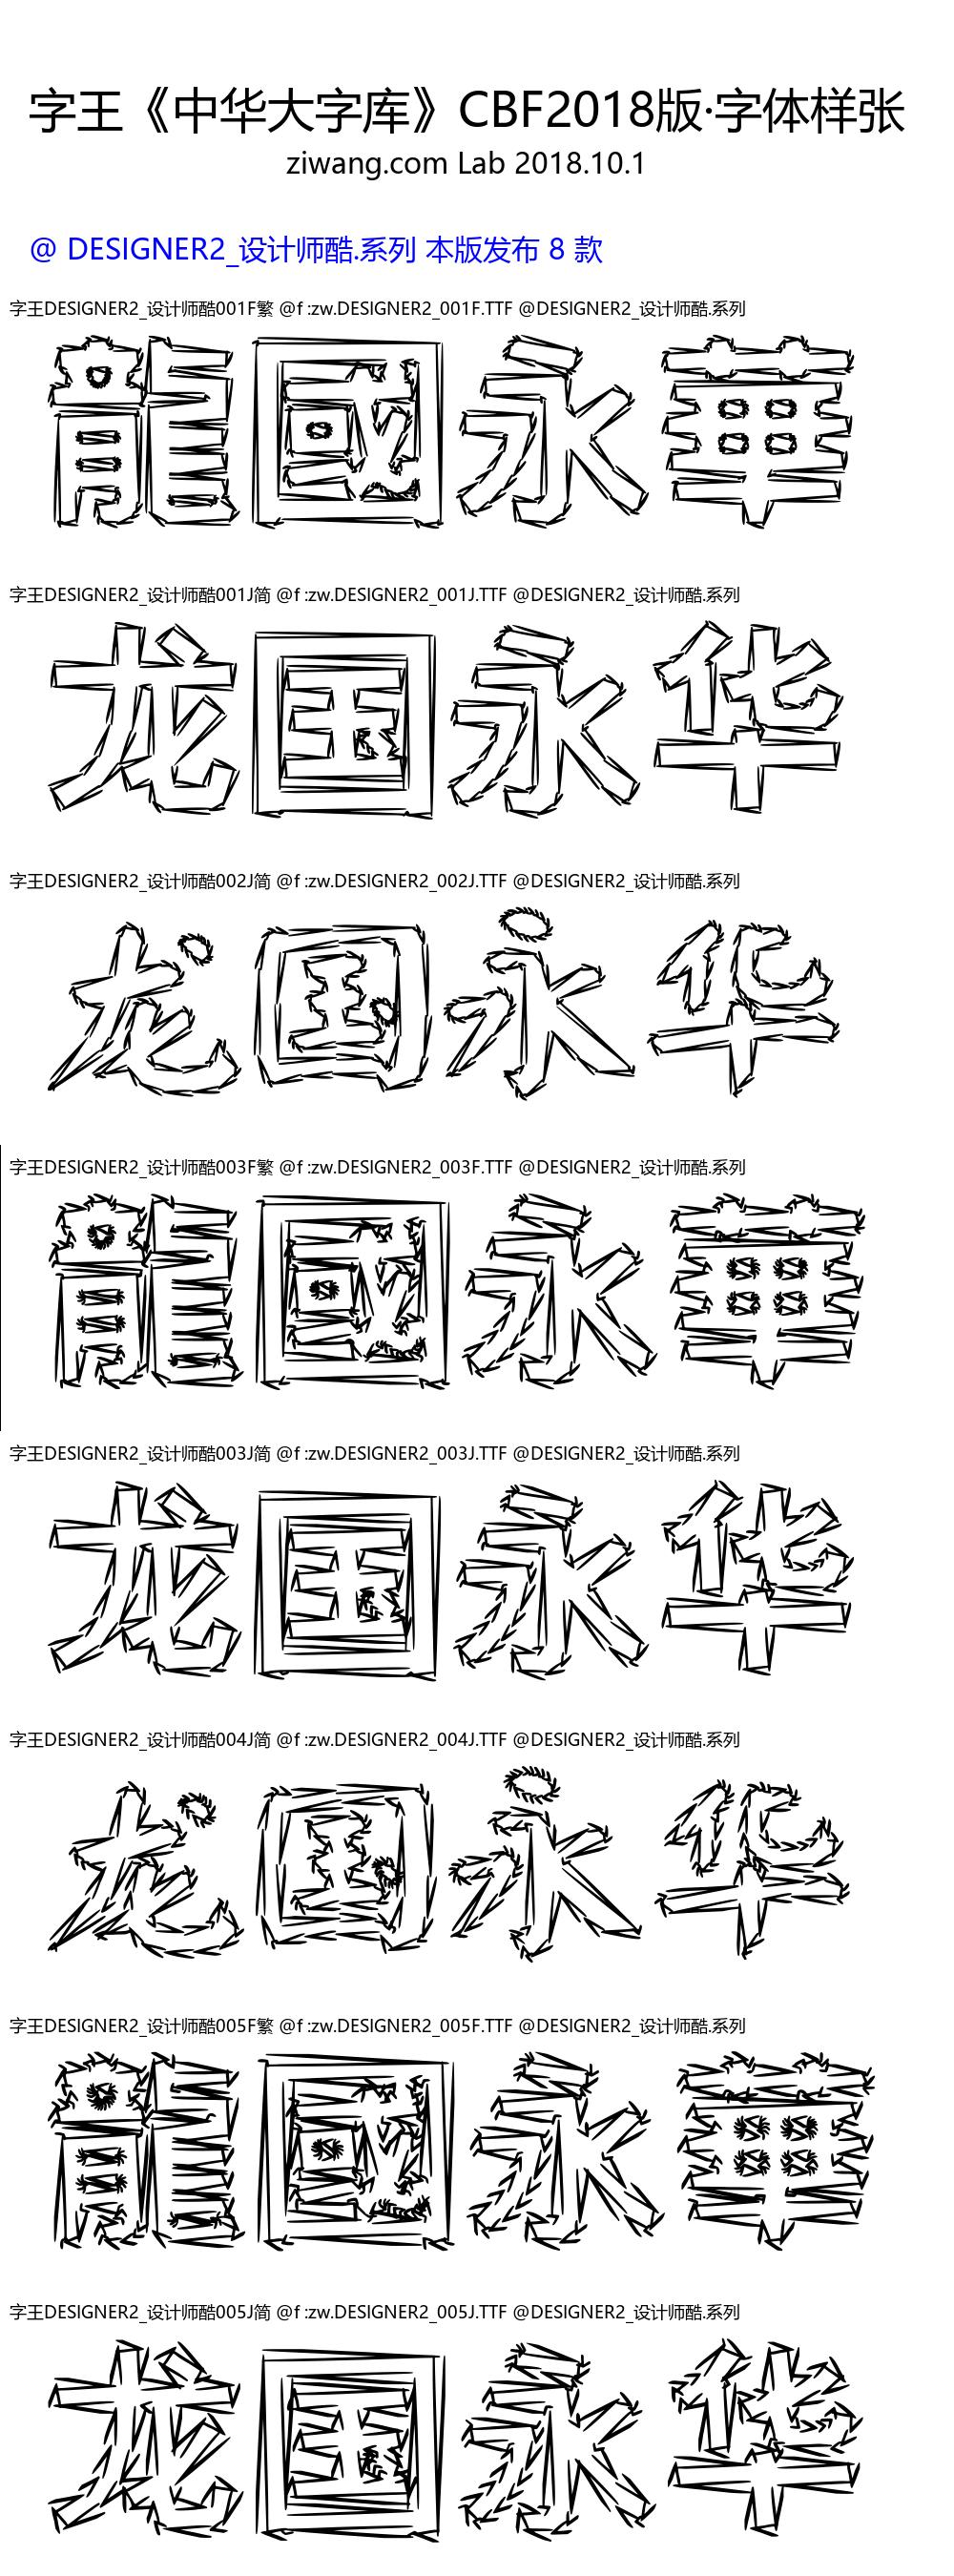 字王《中华大字库》CBF2018版·字体样张
ziwang.com Lab 2018.10.1
@ DESIGNER2_设计师酷.系列 本版发布 8 款
字王DESIGNER2_设计师酷001F繁 @f :zw.DESIGNER2_001F.TTF @DESIGNER2_设计师酷.系列
龍國永華
字王DESIGNER2_设计师酷001J简 @f :zw.DESIGNER2_001J.TTF @DESIGNER2_设计师酷.系列
龙国永华
字王DESIGNER2_设计师酷002J简 @f :zw.DESIGNER2_002J.TTF @DESIGNER2_设计师酷.系列
龙国永华
字王DESIGNER2_设计师酷003F繁 @f :zw.DESIGNER2_003F.TTF @DESIGNER2_设计师酷.系列
龍國永華
字王DESIGNER2_设计师酷003J简 @f :zw.DESIGNER2_003J.TTF @DESIGNER2_设计师酷.系列
龙国永华
字王DESIGNER2_设计师酷004J简 @f :zw.DESIGNER2_004J.TTF @DESIGNER2_设计师酷.系列
龙国永华
字王DESIGNER2_设计师酷005F繁 @f :zw.DESIGNER2_005F.TTF @DESIGNER2_设计师酷.系列
龍國永華
字王DESIGNER2_设计师酷005J简 @f :zw.DESIGNER2_005J.TTF @DESIGNER2_设计师酷.系列
龙国永华